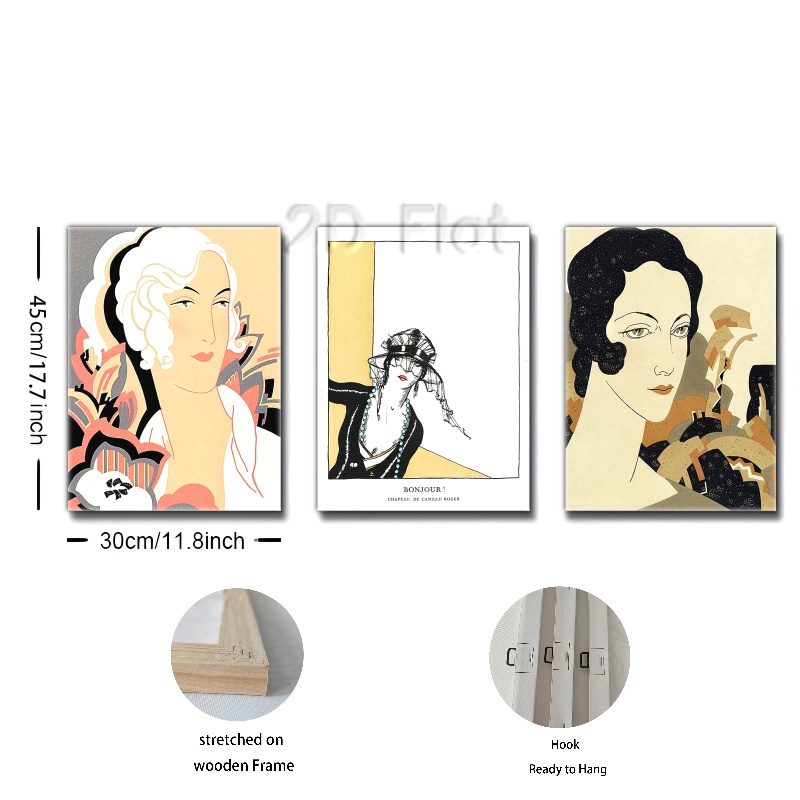 2D Flat
45cm/17.7inch
BONJOUR !
CHAPEAU, DE CAMILLE ROGER
30cm/11.8inch
stretched on
wooden Frame
Hook
Ready to Hang